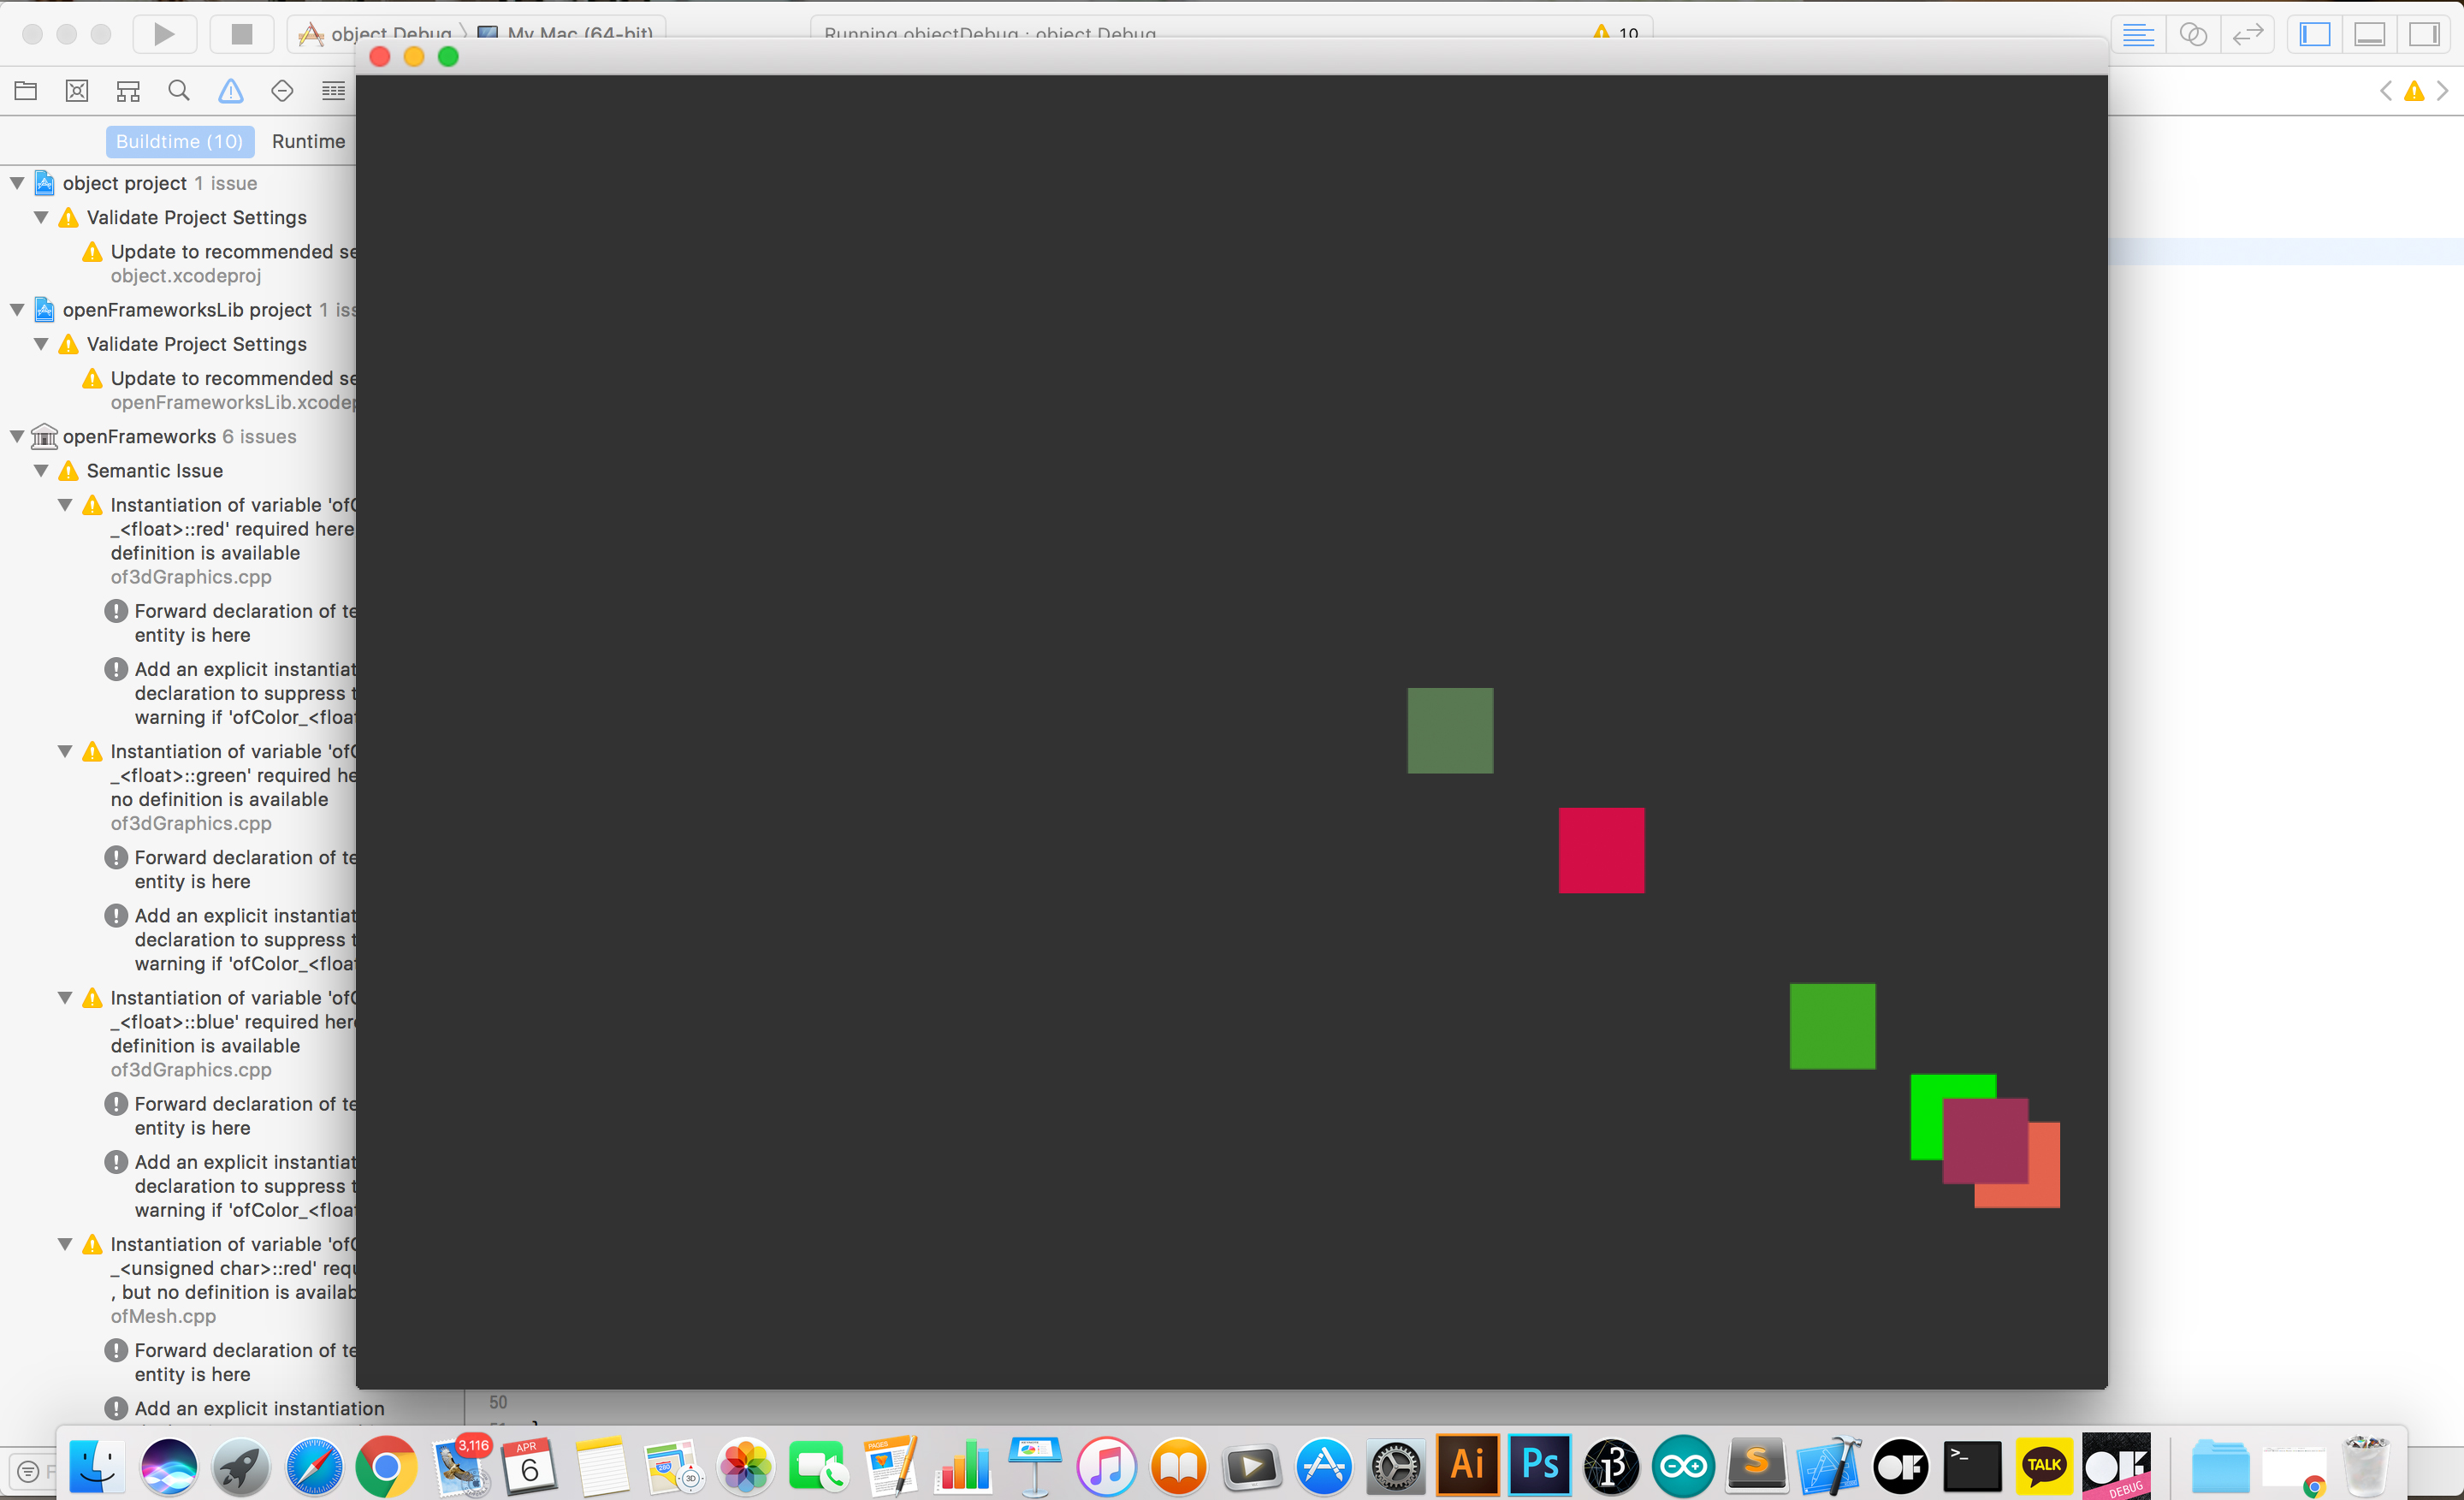 object Debug
My Mac (64-bit)
Running objectDebug : object Debug
10
Buildtime (10)
Runtime
object project 1 issue
Validate Project Settings
Update to recommended se
object.xcodeproj
openFrameworksLib project 1 iss
Validate Project Settings
Update to recommended se
openFrameworksLib.xcodep
openFrameworks 6 issues
Semantic Issue
Instantiation of variable 'ofC
_<float>::red' required here
definition is available
of3dGraphics.cpp
Forward declaration of te
entity is here
Add an explicit instantiat
declaration to suppress t
warning if 'ofColor_<float
Instantiation of variable 'ofC
_<float>::green' required he
no definition is available
of3dGraphics.cpp
Forward declaration of te
entity is here
Add an explicit instantiat
declaration to suppress t
warning if 'ofColor_<float
Instantiation of variable 'ofC
_<float>::blue' required here
definition is available
of3dGraphics.cpp
Forward declaration of te
entity is here
Add an explicit instantiat
declaration to suppress t
warning if 'ofColor_<float
Instantiation of variable 'ofC
_<unsigned char>::red' requ
, but no definition is availab
ofMesh.cpp
Forward declaration of te
entity is here
Add an explicit instantiation
50
3,116
APR
6
PAGES
280
3D
Ai
Ps
S
OF
>_
TALK
OF
DEBUG